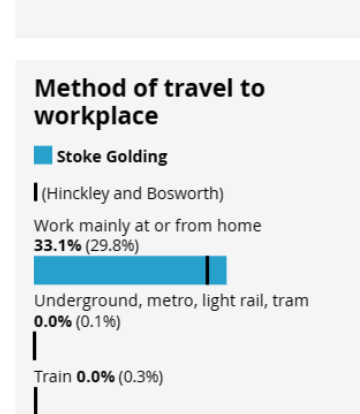 Method of travel to
workplace
Stoke Golding
(Hinckley and Bosworth)
Work mainly at or from home
33.1% (29.8%)
Underground, metro, light rail, tram
0.0% (0.1%)
Train 0.0% (0.3%)